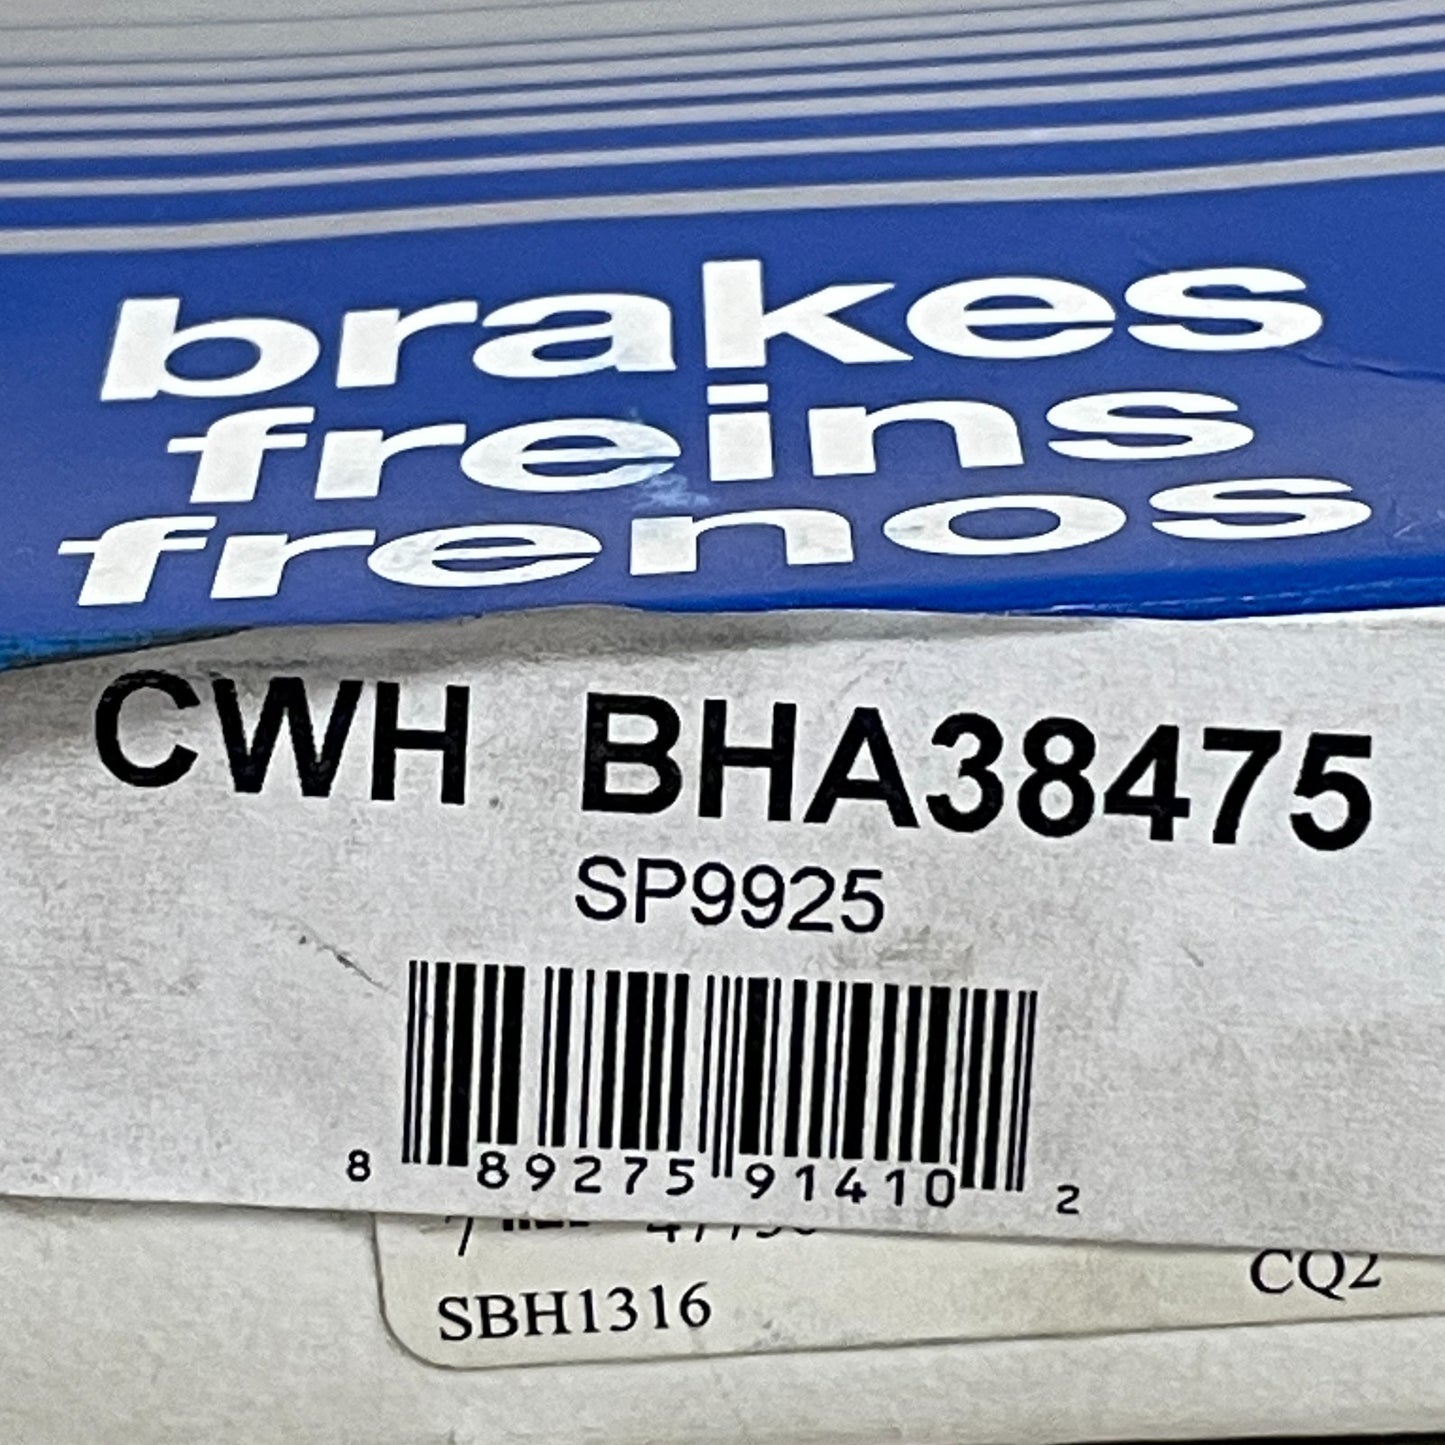 brakes
freins
frenos
CWH BHA38475
SP9925
8 89275 91410 2
CQ2
SBH1316